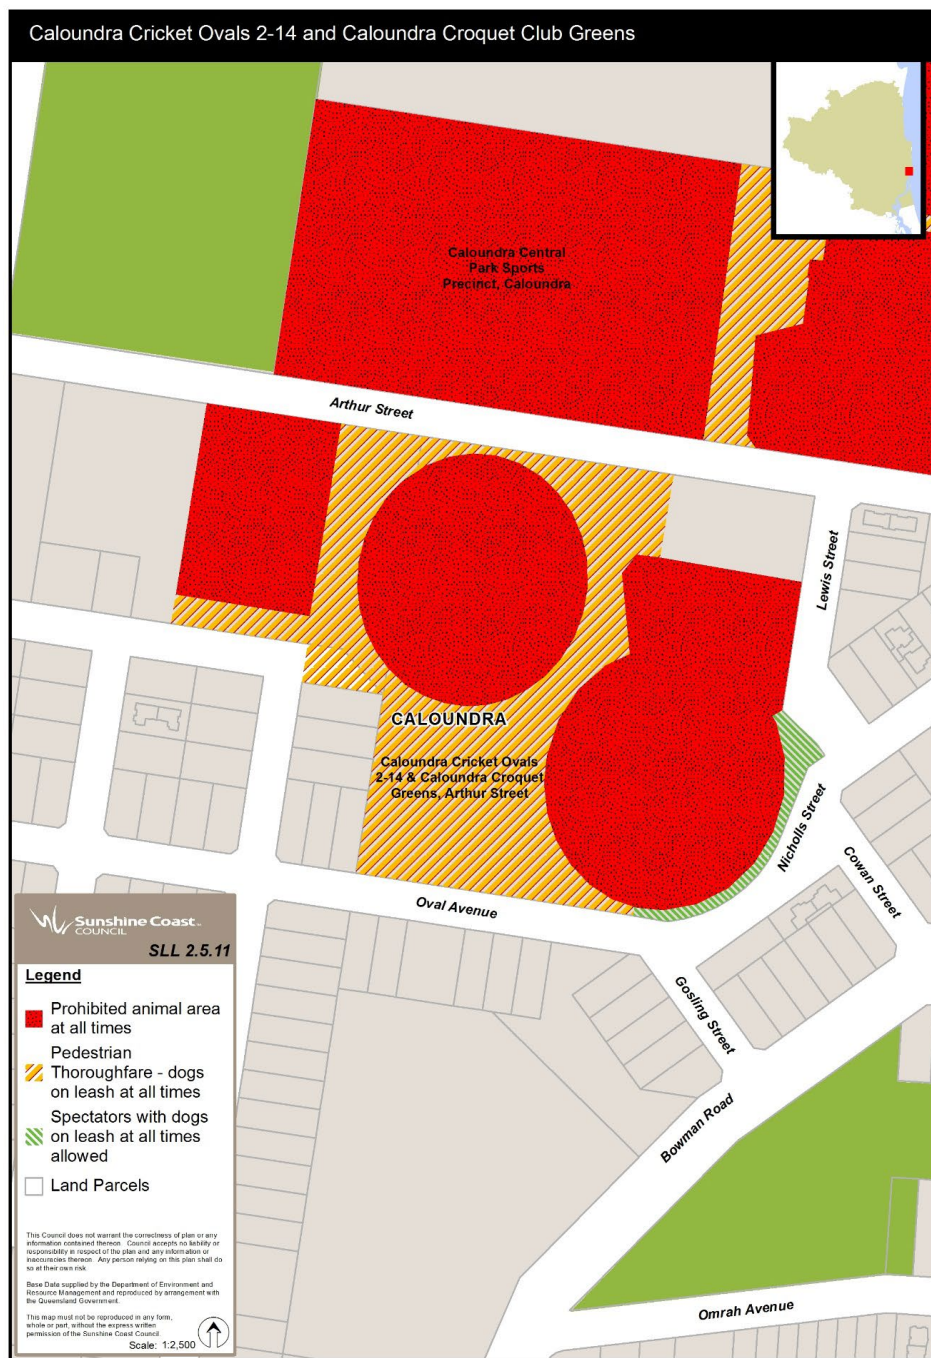 Caloundra Cricket Ovals 2-14 and Caloundra Croquet Club Greens
Caloundra Central
Park Sports
Precinct, Caloundra
Arthur Street
Lewis Street
CALOUNDRA
Caloundra Cricket Ovals
2-14 & Caloundra Croquet
Greens, Arthur Street
Nicholls Street
Cowan Street
Oval Avenue
Gosling Street
Bowman Road
Omrah Avenue
Sunshine Coast
COUNCIL
SLL 2.5.11
Legend
Prohibited animal area
at all times
Pedestrian
Thoroughfare - dogs
on leash at all times
Spectators with dogs
on leash at all times
allowed
Land Parcels
This Council does not warrant the correctness of plan or any
information contained thereon. Council accepts no liability or
responsibility in respect of the plan and any information or
inaccuracies thereon. Any person relying on this plan shall do
so at their own risk.
Base Data supplied by the Department of Environment and
Resource Management and reproduced by arrangement with
the Queensland Government.
This map must not be reproduced in any form,
whole or part, without the express written
permission of the Sunshine Coast Council.
Scale: 1:2,500